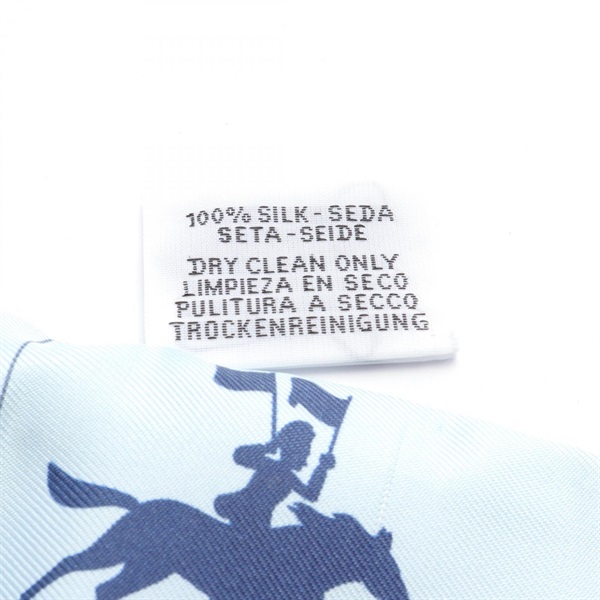 100% SILK - SEDA
SETA - SEIDE
DRY CLEAN ONLY
LIMPIEZA EN SECO
PULITURA A SECCO
TROCKENREINIGUNG